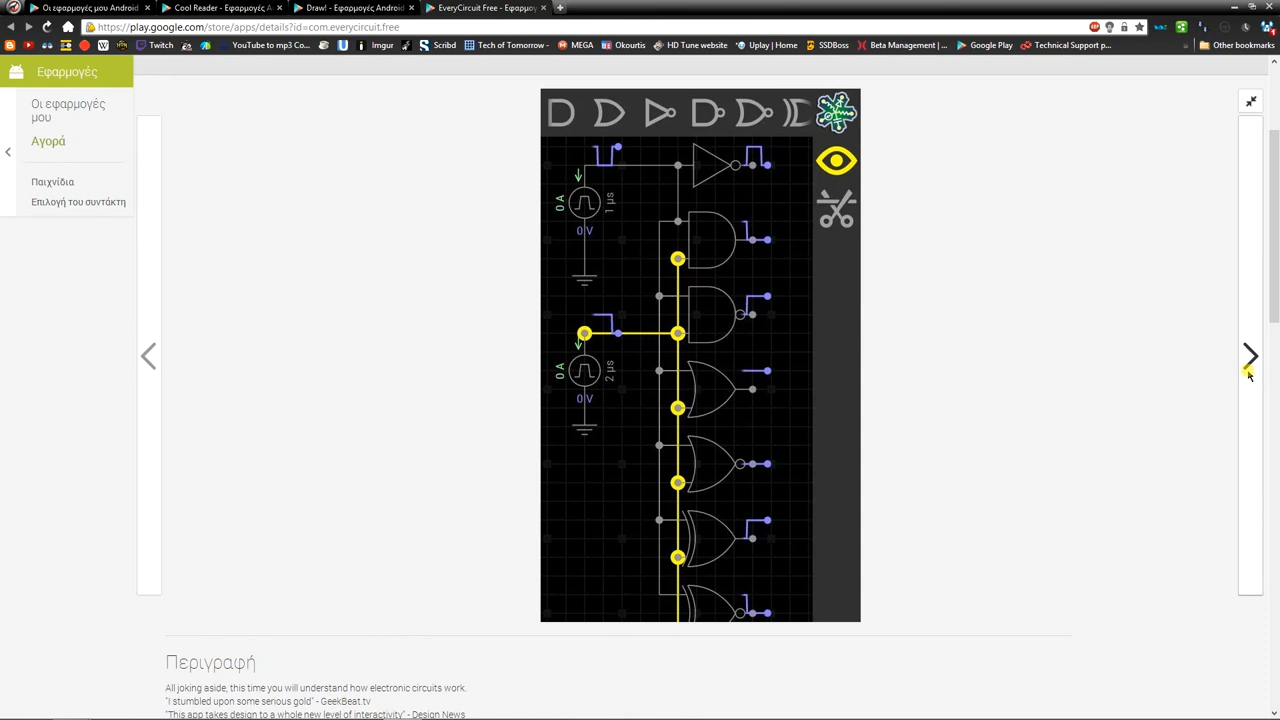 Οι εφαρμογές μου Android
Cool Reader - Εφαρμογές A
Draw! - Εφαρμογές Android
EveryCircuit Free - Εφαρμο
https://play.google.com/store/apps/details?id=com.everycircuit.free
Twitch
YouTube to mp3 Co...
Imgur
Scribd
Tech of Tomorrow -
MEGA
Okourtis
HD Tune website
Uplay | Home
SSDBoss
Beta Management | ...
Google Play
Technical Support p...
Other bookmarks
Εφαρμογές
Οι εφαρμογές
μου
Αγορά
Παιχνίδια
Επιλογή του συντάκτη
0 A
1 µs
0 V
0 A
2 µs
0 V
Περιγραφή
All joking aside, this time you will understand how electronic circuits work.
"I stumbled upon some serious gold" - GeekBeat.tv
"This app takes design to a whole new level of interactivity" - Design News